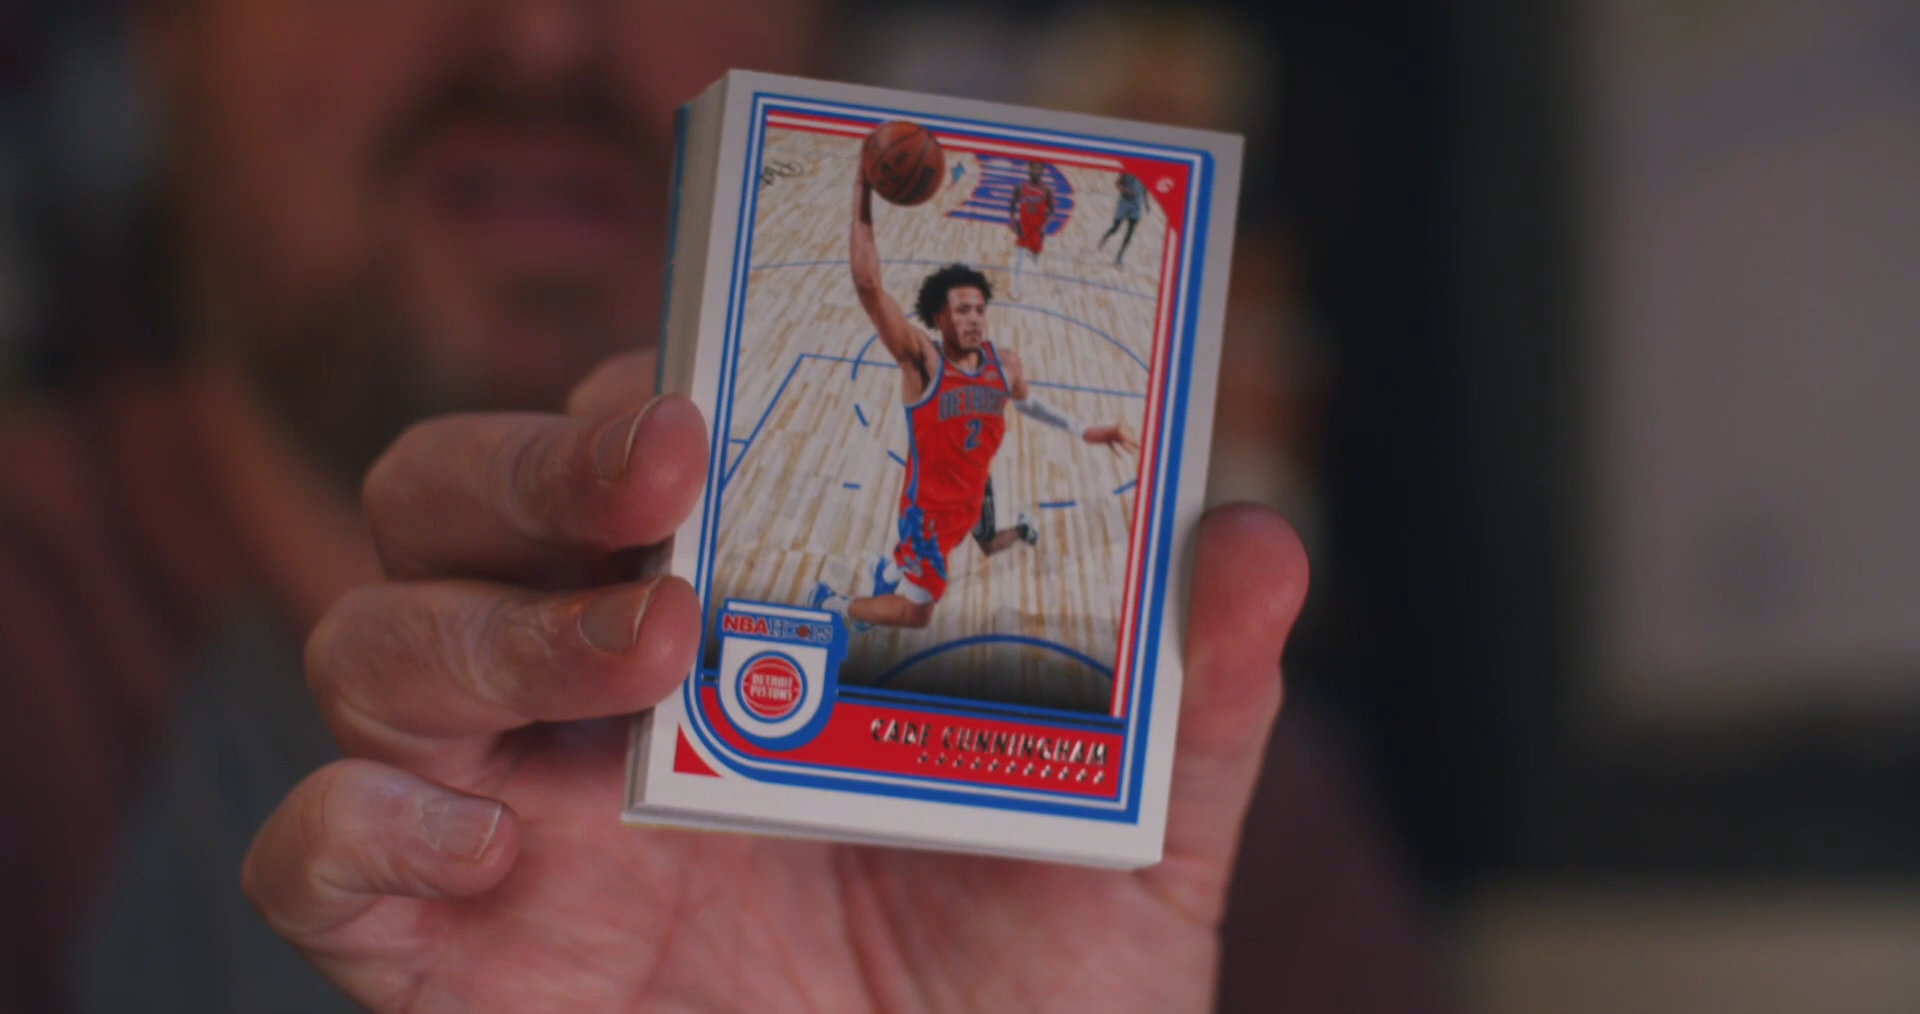 G
DETROIT
2
NBA HOOPS
DETROIT
PISTONS
CADE CUNNINGHAM